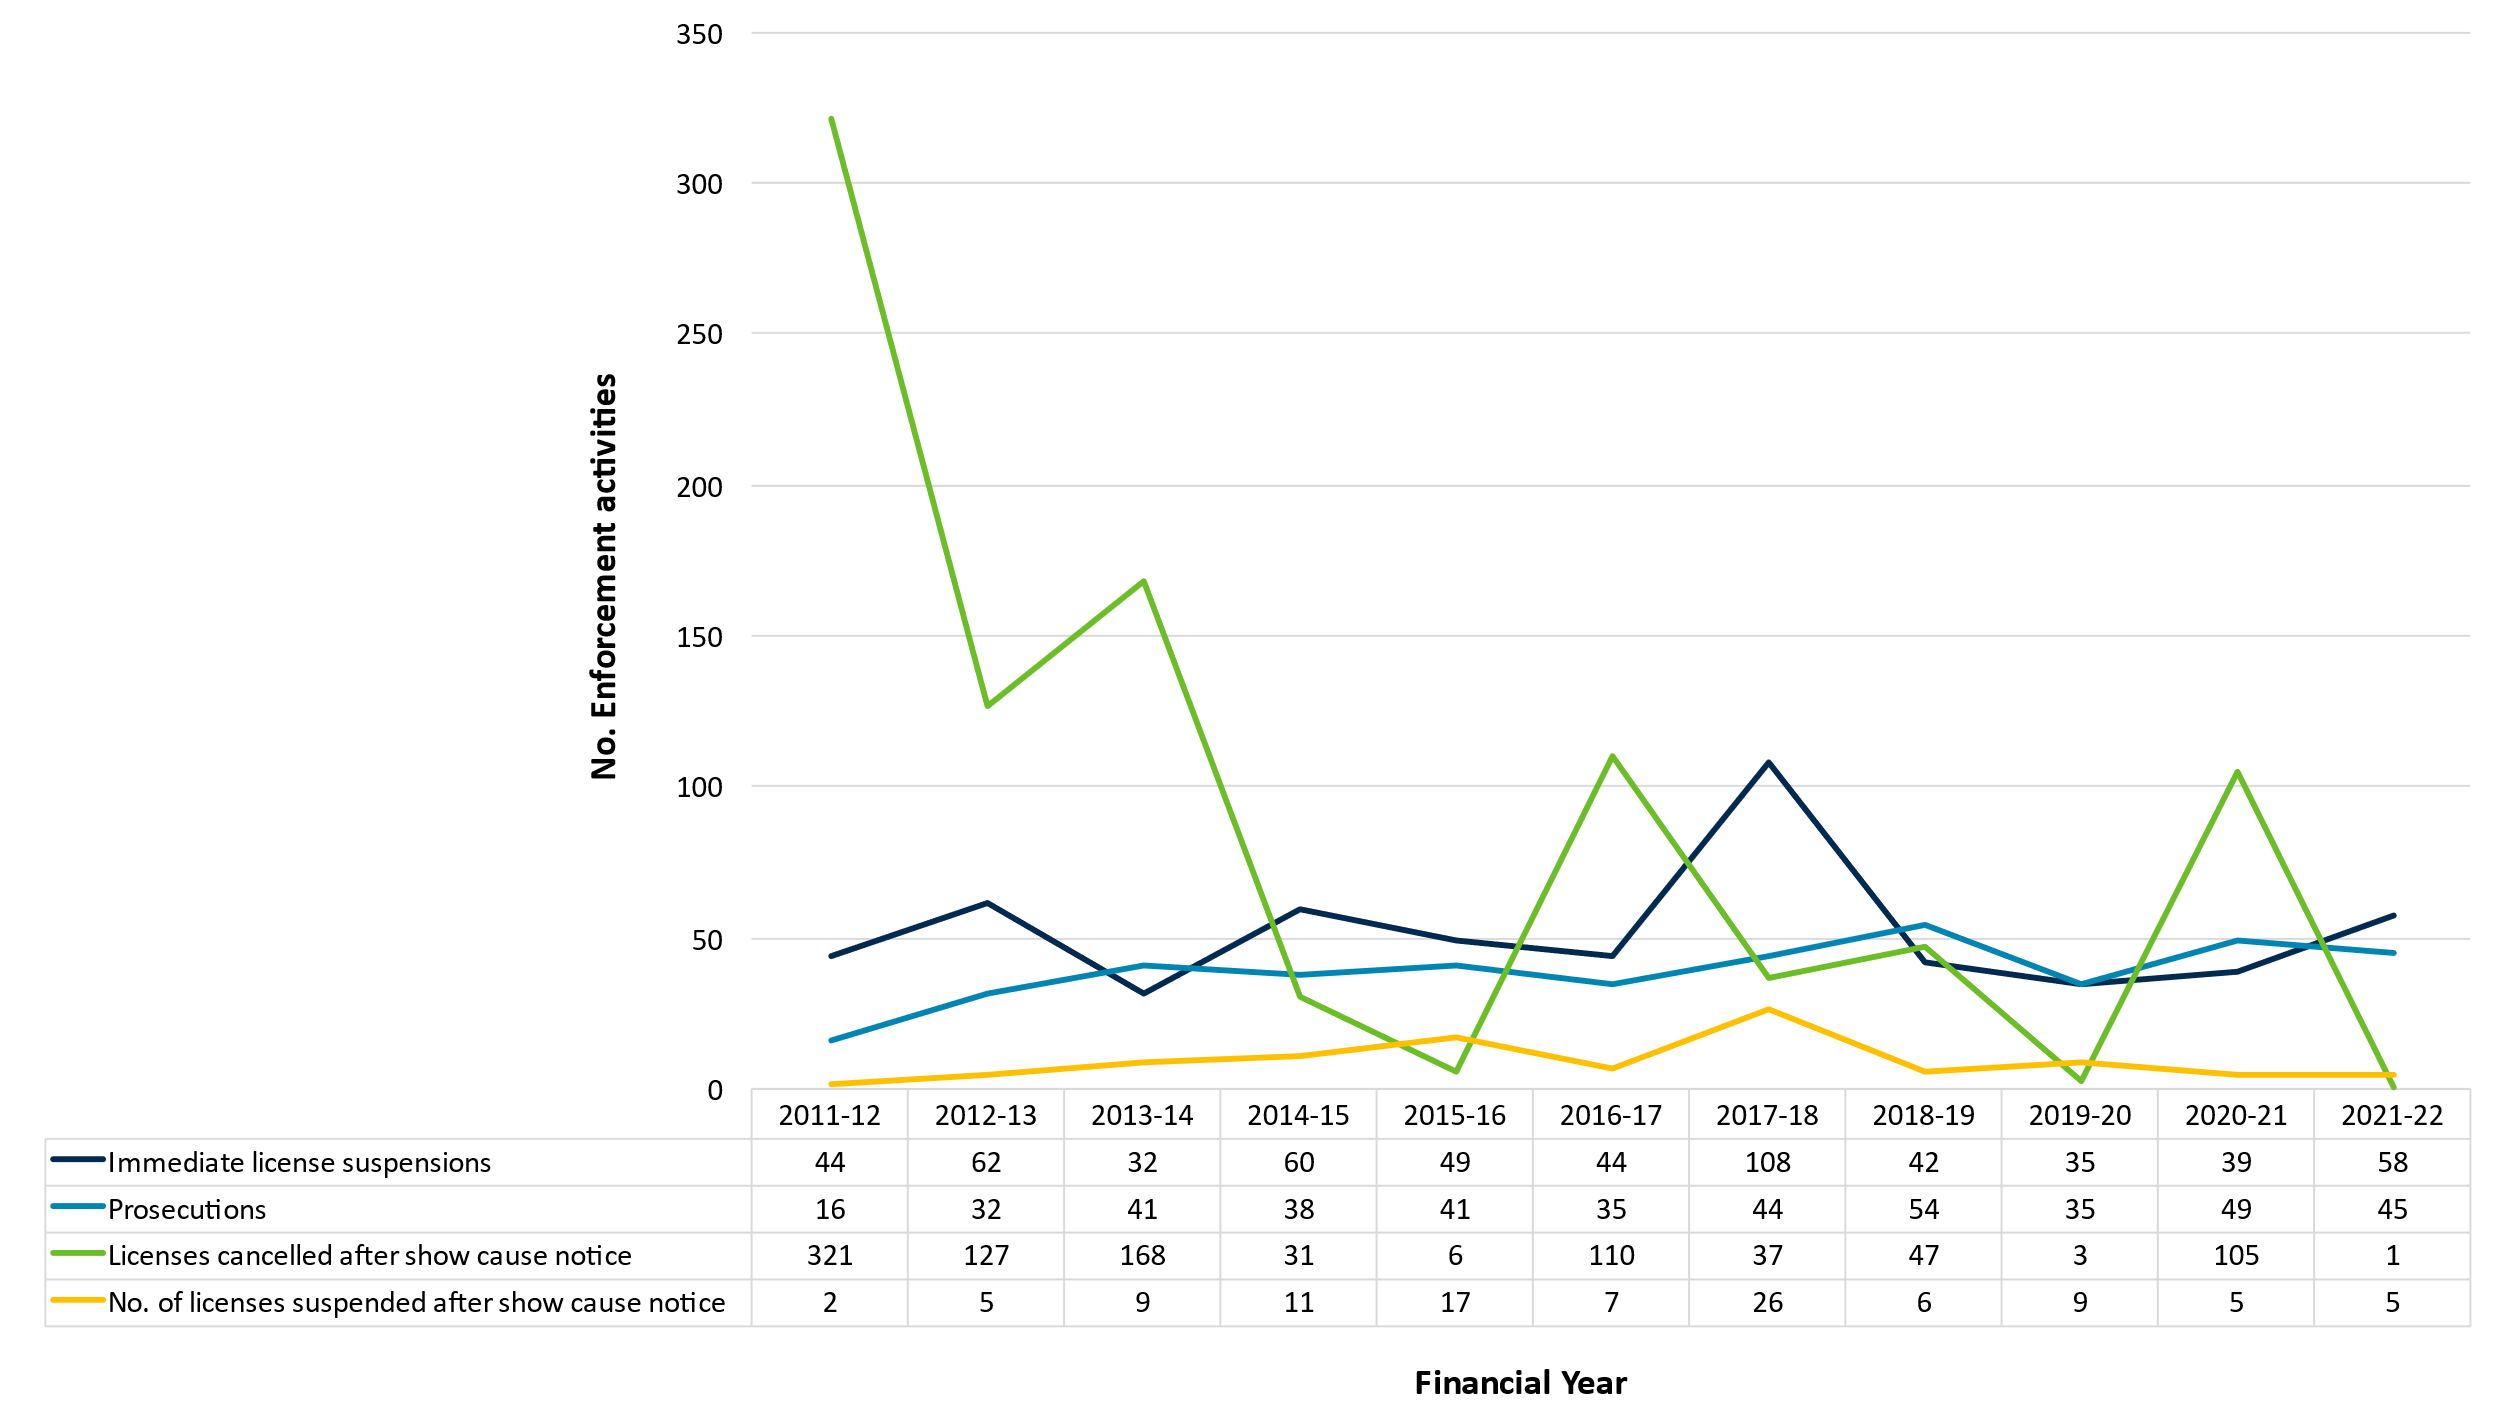 350
300
250
200
150
100
50
0
No. Enforcement activities
2011-12 2012-13 2013-14 2014-15 2015-16 2016-17 2017-18 2018-19 2019-20 2020-21 2021-22
Immediate license suspensions 44 62 32 60 49 44 108 42 35 39 58
Prosecutions 16 32 41 38 41 35 44 54 35 49 45
Licenses cancelled after show cause notice 321 127 168 31 6 110 37 47 3 105 1
No. of licenses suspended after show cause notice 2 5 9 11 17 7 26 6 9 5 5
Financial Year